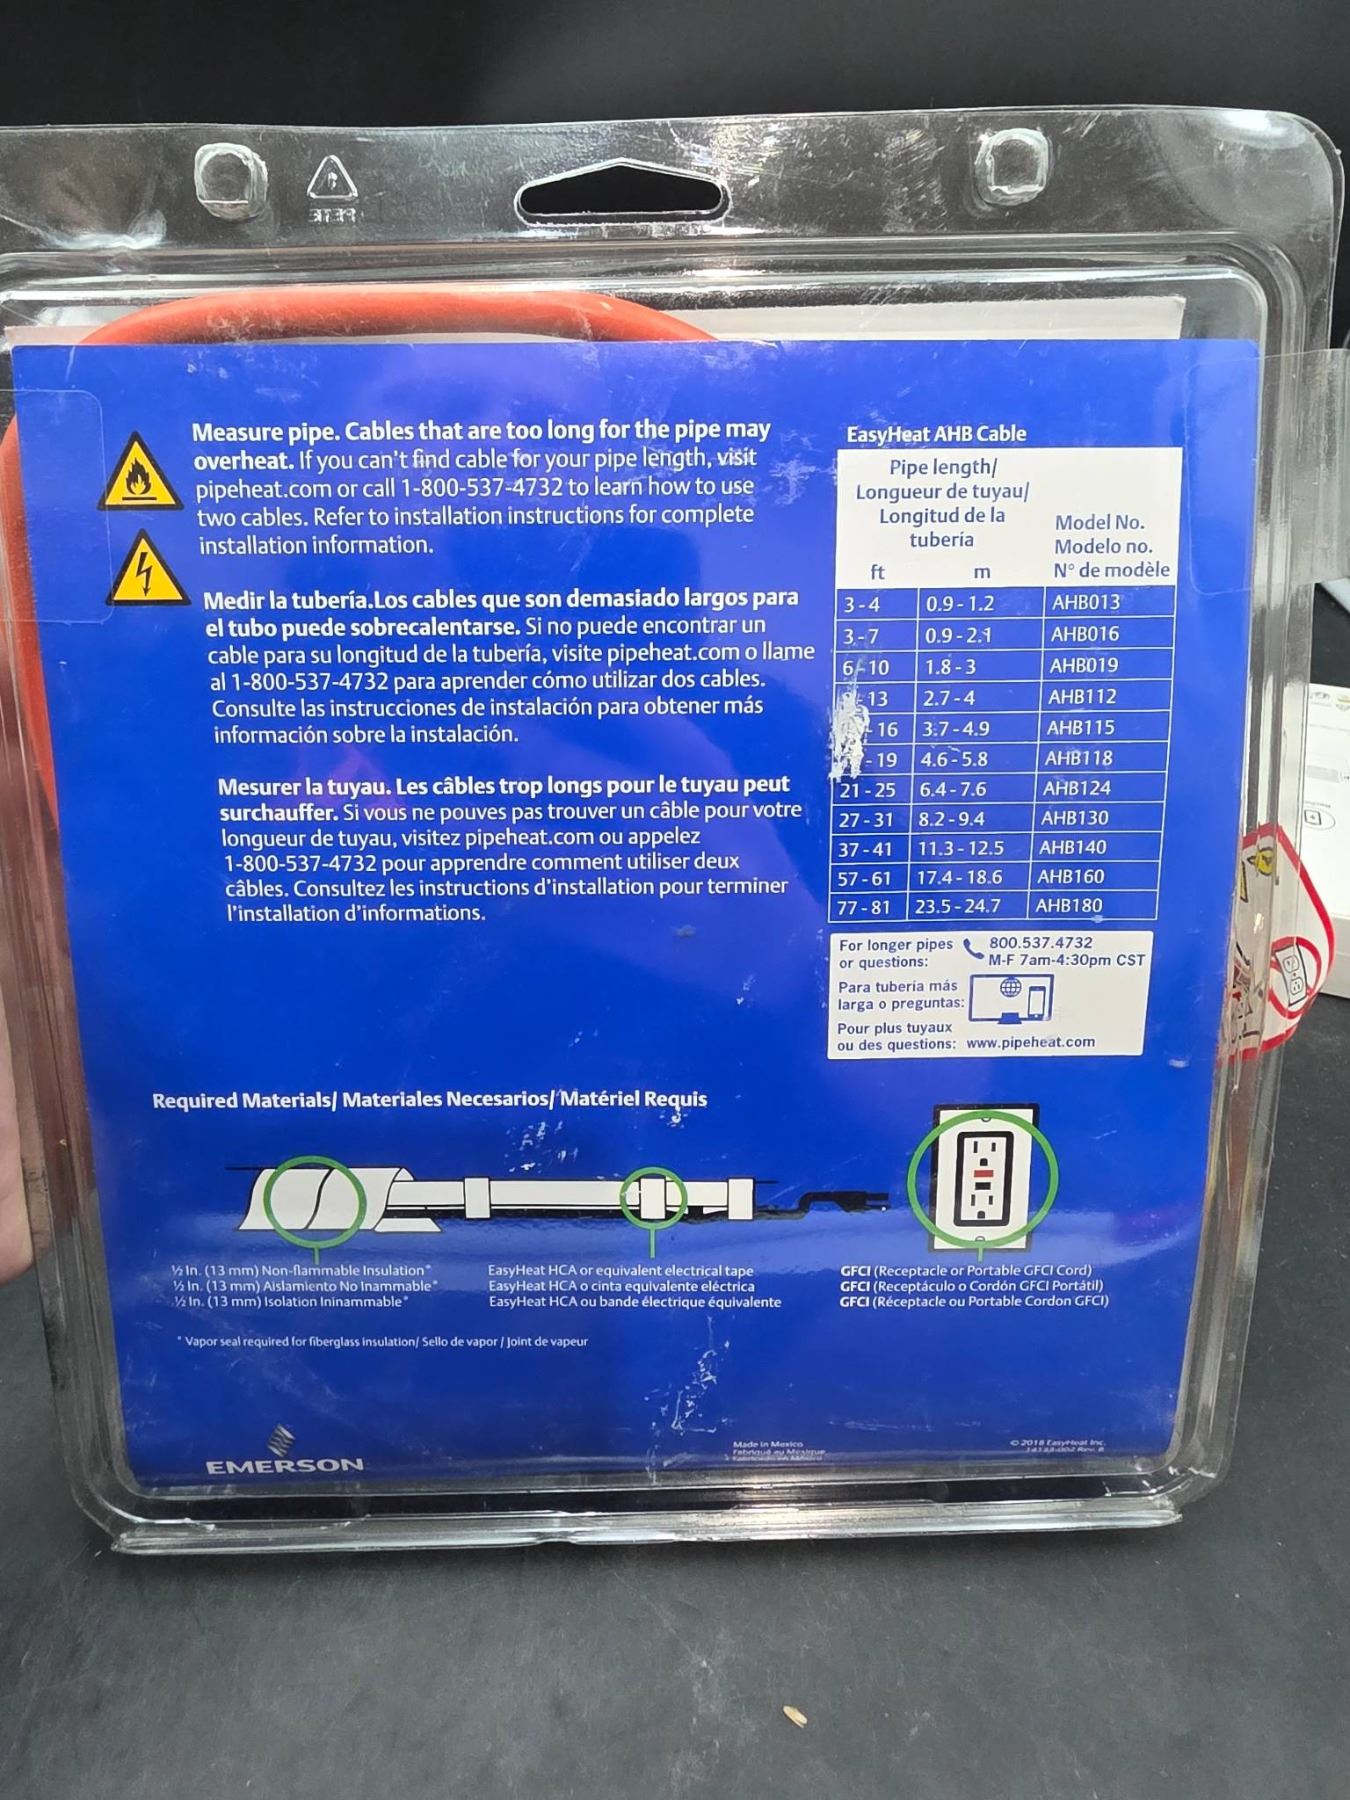 Measure pipe. Cables that are too long for the pipe may
overheat. If you can't find cable for your pipe length, visit
pipeheat.com or call 1-800-537-4732 to learn how to use
two cables. Refer to installation instructions for complete
installation information.
Medir la tubería.Los cables que son demasiado largos para
el tubo puede sobrecalentarse. Si no puede encontrar un
cable para su longitud de la tubería, visite pipeheat.com o llame
al 1-800-537-4732 para aprender cómo utilizar dos cables.
Consulte las instrucciones de instalación para obtener más
información sobre la instalación.
Mesurer la tuyau. Les câbles trop longs pour le tuyau peut
surchauffer. Si vous ne pouves pas trouver un câble pour votre
longueur de tuyau, visitez pipeheat.com ou appelez
1-800-537-4732 pour apprendre comment utiliser deux
câbles. Consultez les instructions d'installation pour terminer
l'installation d'informations.
EasyHeat AHB Cable
Pipe length/
Longueur de tuyau/
Longitud de la
tubería
Model No.
Modelo no.
N° de modèle
ft m
3 - 4 0.9 - 1.2 AHB013
3 - 7 0.9 - 2.1 AHB016
6 - 10 1.8 - 3 AHB019
13 2.7 - 4 AHB112
- 16 3.7 - 4.9 AHB115
- 19 4.6 - 5.8 AHB118
21 - 25 6.4 - 7.6 AHB124
27 - 31 8.2 - 9.4 AHB130
37 - 41 11.3 - 12.5 AHB140
57 - 61 17.4 - 18.6 AHB160
77 - 81 23.5 - 24.7 AHB180
For longer pipes
or questions:
800.537.4732
M-F 7am-4:30pm CST
Para tuberia más
larga o preguntas:
Pour plus tuyaux
ou des questions: www.pipeheat.com
Required Materials/ Materiales Necesarios/ Matériel Requis
½ In. (13 mm) Non-flammable Insulation*
½ In. (13 mm) Aislamiento No Inammable*
½ In. (13 mm) Isolation Ininammable*
EasyHeat HCA or equivalent electrical tape
EasyHeat HCA o cinta equivalente eléctrica
EasyHeat HCA ou bande électrique équivalente
GFCI (Receptacle or Portable GFCI Cord)
GFCI (Receptáculo o Cordón GFCI Portátil)
GFCI (Réceptacle ou Portable Cordon GFCI)
* Vapor seal required for fiberglass insulation/ Sello de vapor / Joint de vapeur
EMERSON
Made in Mexico
Fabriqué au Mexique
Fabricado en México
© 2018 EasyHeat Inc.